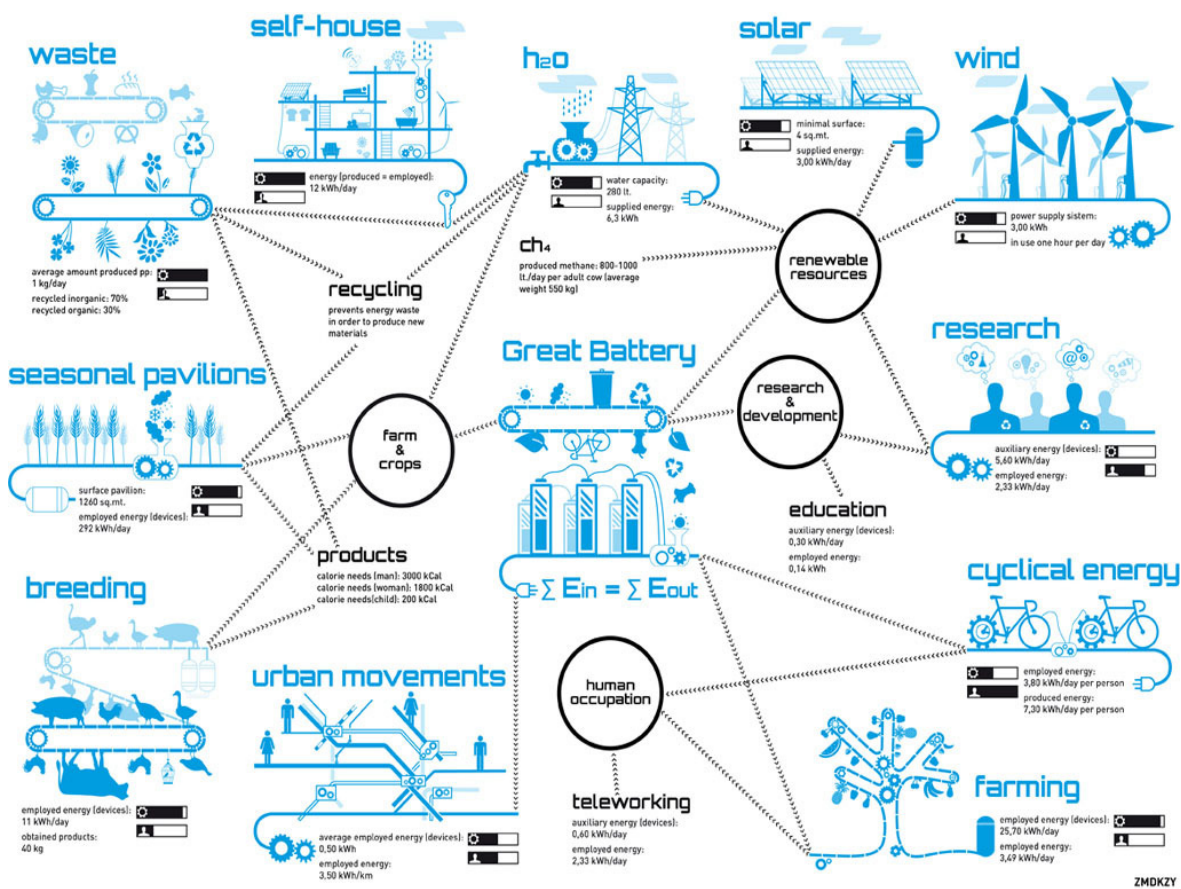 waste
average amount produced pp:
1 kg/day
recycled inorganic: 70%
recycled organic: 30%
self-house
energy (produced = employed):
12 kWh/day
h2o
water capacity:
280 lt.
supplied energy:
6,3 kWh
solar
minimal surface:
4 sq.mt.
supplied energy:
3,00 kWh/day
wind
power supply sistem:
3,00 kWh
in use one hour per day
ch4
produced methane: 800-1000
lt./day per adult cow (average
weight 550 kg)
renewable
resources
recycling
prevents energy waste
in order to produce new
materials
seasonal pavilions
surface pavilion:
1260 sq.mt.
employed energy (devices):
292 kWh/day
farm
&
crops
Great Battery
∑ Ein = ∑ Eout
research
&
development
research
auxiliary energy (devices):
5,60 kWh/day
employed energy:
2,33 kWh/day
education
auxiliary energy (devices):
0,30 kWh/day
employed energy:
0,14 kWh
products
calorie needs (man): 3000 kCal
calorie needs (woman): 1800 kCal
calorie needs(child): 200 kCal
breeding
employed energy (devices):
11 kWh/day
obtained products:
40 kg
urban movements
average employed energy (devices):
0,50 kWh
employed energy:
3,50 kWh/km
human
occupation
cyclical energy
employed energy:
3,80 kWh/day per person
produced energy:
7,30 kWh/day per person
teleworking
auxiliary energy (devices):
0,60 kWh/day
employed energy:
2,33 kWh/day
farming
employed energy (devices):
25,70 kWh/day
employed energy:
3,49 kWh/day
ZMDKZY